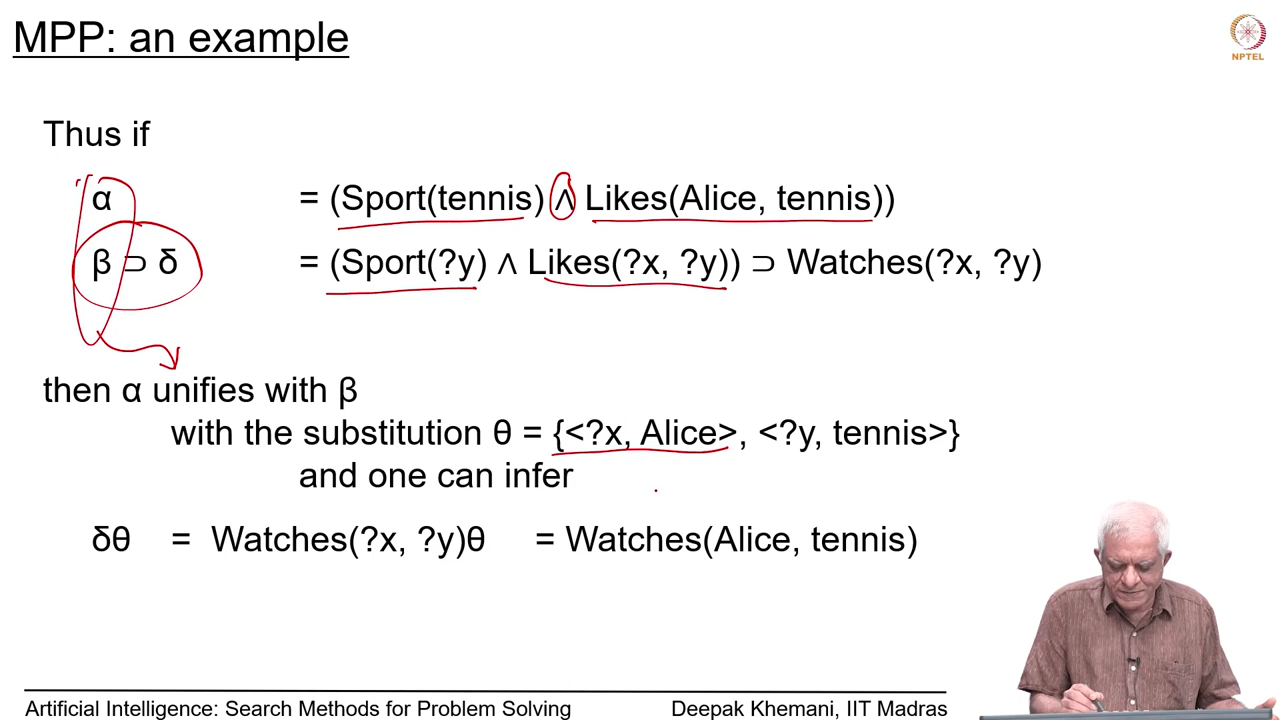 MPP: an example
NPTEL
Thus if
α = (Sport(tennis) ∧ Likes(Alice, tennis))
β ⊃ δ = (Sport(?y) ∧ Likes(?x, ?y)) ⊃ Watches(?x, ?y)
then α unifies with β
with the substitution θ = {<?x, Alice>, <?y, tennis>}
and one can infer
δθ = Watches(?x, ?y)θ = Watches(Alice, tennis)
Artificial Intelligence: Search Methods for Problem Solving Deepak Khemani, IIT Madras